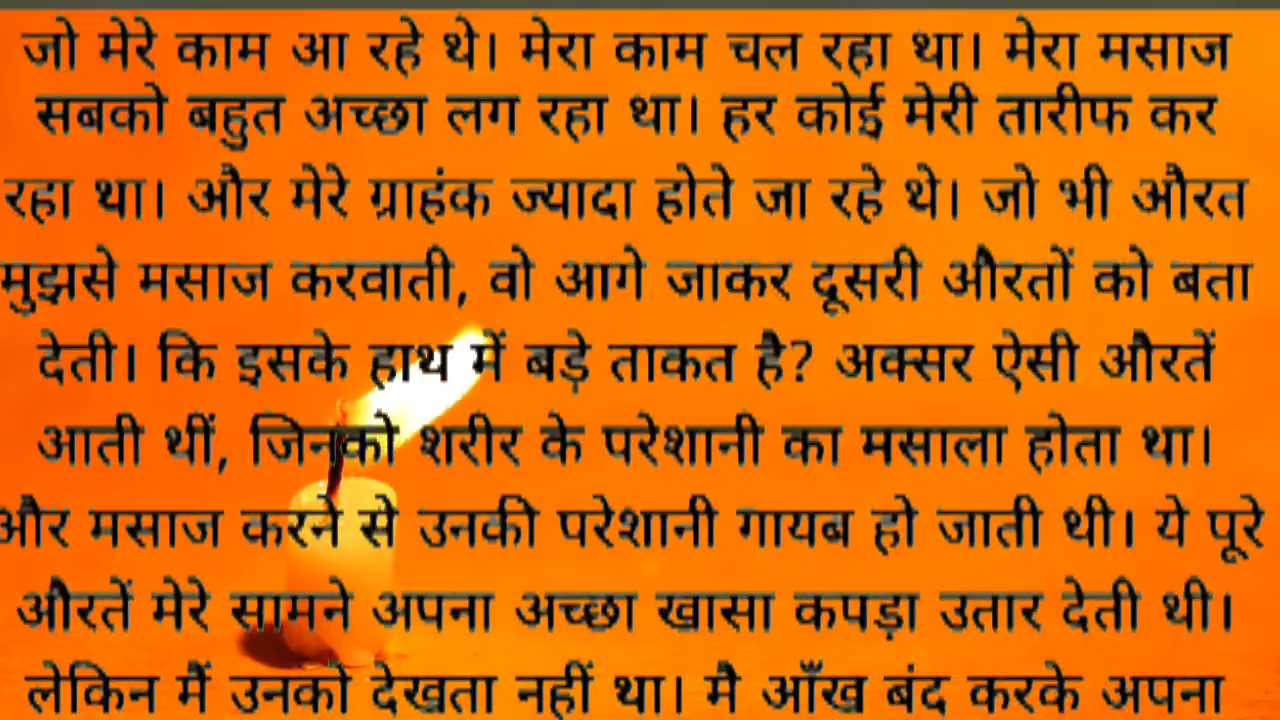 जो मेरे काम आ रहे थे। मेरा काम चल रहा था। मेरा मसाज
सबको बहुत अच्छा लग रहा था। हर कोई मेरी तारीफ कर
रहा था। और मेरे ग्राहंक ज्यादा होते जा रहे थे। जो भी औरत
मुझसे मसाज करवाती, वो आगे जाकर दूसरी औरतों को बता
देती। कि इसके हाथ में बड़े ताकत है? अक्सर ऐसी औरतें
आती थीं, जिनको शरीर के परेशानी का मसाला होता था।
और मसाज करने से उनकी परेशानी गायब हो जाती थी। ये पूरे
औरतें मेरे सामने अपना अच्छा खासा कपड़ा उतार देती थी।
लेकिन मैं उनको देखता नहीं था। मै आँख बंद करके अपना